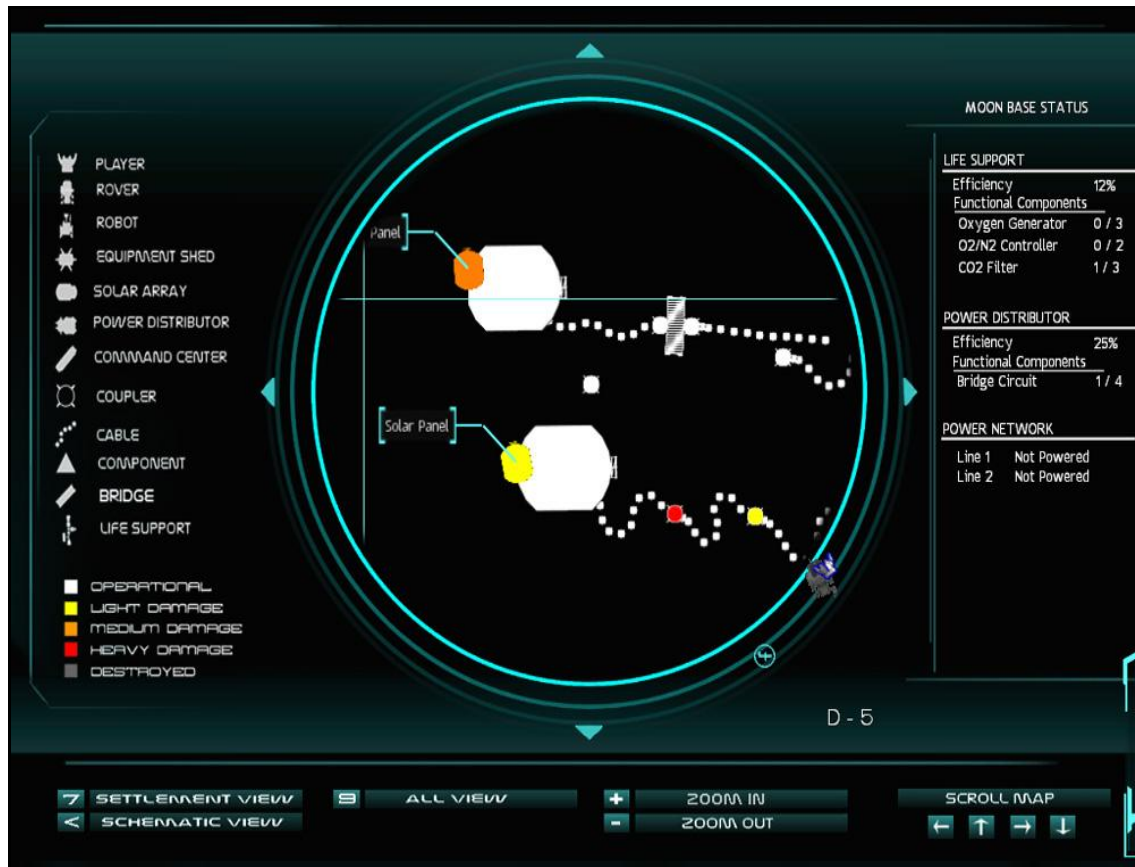 PLAYER
ROVER
ROBOT
EQUIPMENT SHED
SOLAR ARRAY
POWER DISTRIBUTOR
COMMAND CENTER
COUPLER
CABLE
COMPONENT
BRIDGE
LIFE SUPPORT
OPERATIONAL
LIGHT DAMAGE
MEDIUM DAMAGE
HEAVY DAMAGE
DESTROYED
Panel
Solar Panel
D - 5
MOON BASE STATUS
LIFE SUPPORT
Efficiency 12%
Functional Components
Oxygen Generator 0 / 3
O2/N2 Controller 0 / 2
CO2 Filter 1 / 3
POWER DISTRIBUTOR
Efficiency 25%
Functional Components
Bridge Circuit 1 / 4
POWER NETWORK
Line 1 Not Powered
Line 2 Not Powered
7 SETTLEMENT VIEW
< SCHEMATIC VIEW
9 ALL VIEW
+ ZOOM IN
- ZOOM OUT
SCROLL MAP
← ↑ → ↓